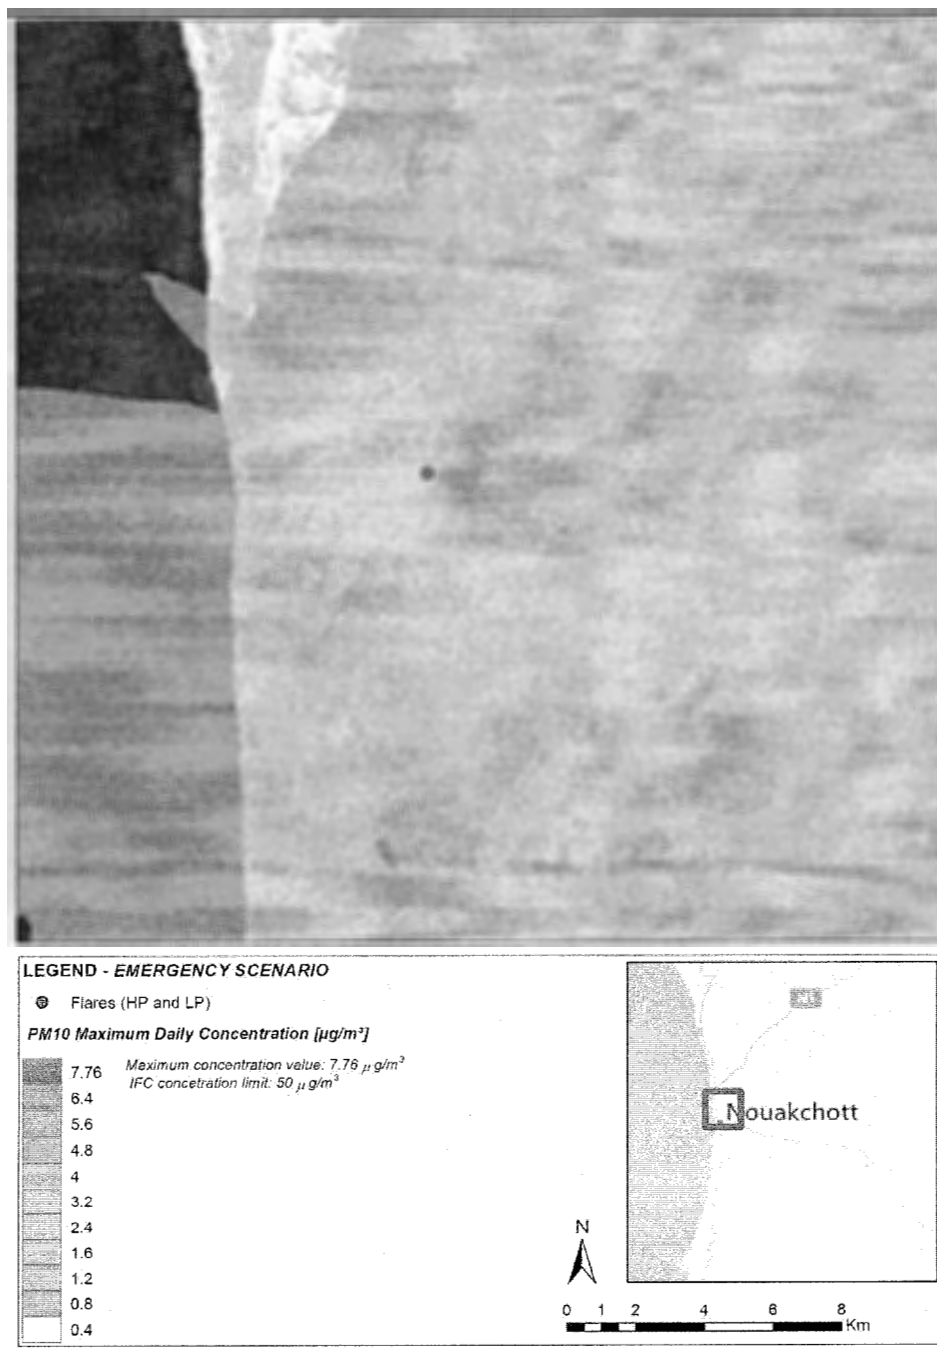 LEGEND - EMERGENCY SCENARIO
Flares (HP and LP)
PM10 Maximum Daily Concentration [µg/m³]
7.76
Maximum concentration value: 7.76 µ g/m³
IFC concetration limit: 50 µ g/m³
6.4
5.6
4.8
4
3.2
2.4
1.6
1.2
0.8
0.4
Nouakchott
N
0 1 2 4 6 8
Km